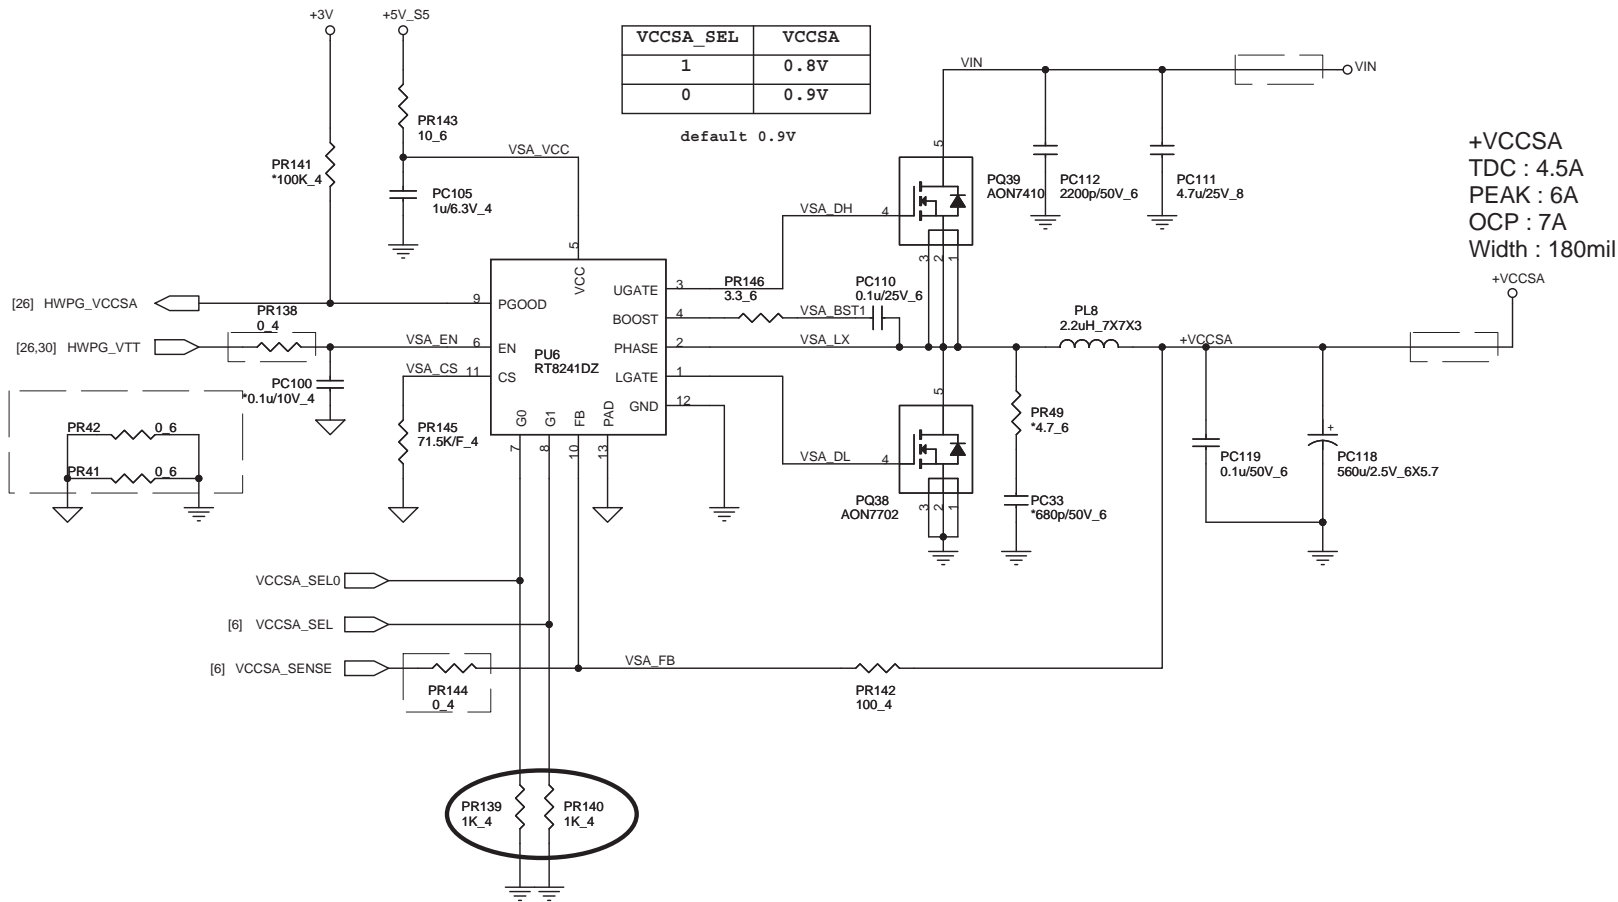 +3V
+5V_S5
VCCSA_SEL VCCSA
1 0.8V
0 0.9V
default 0.9V
VIN
VIN
+VCCSA
TDC : 4.5A
PEAK : 6A
OCP : 7A
Width : 180mil
+VCCSA
PR143
10_6
PR141
*100K_4
VSA_VCC
PC105
1u/6.3V_4
5
PQ39
AON7410
PC112
2200p/50V_6
PC111
4.7u/25V_8
VSA_DH
4
3
2
1
5
VCC
[26] HWPG_VCCSA
9
PGOOD
UGATE
3
PR146
3.3_6
PC110
0.1u/25V_6
BOOST
4
VSA_BST1
PL8
2.2uH_7X7X3
PR138
0_4
[26,30] HWPG_VTT
VSA_EN
6
EN
PHASE
2
VSA_LX
+VCCSA
PU6
RT8241DZ
VSA_CS
11
CS
LGATE
1
PC100
*0.1u/10V_4
GND
12
G0
G1
FB
PAD
7
8
10
13
PR42
0_6
PR41
0_6
PR145
71.5K/F_4
5
VSA_DL
4
3
2
1
PQ38
AON7702
PR49
*4.7_6
PC33
*680p/50V_6
PC119
0.1u/50V_6
+
PC118
560u/2.5V_6X5.7
VCCSA_SEL0
[6] VCCSA_SEL
[6] VCCSA_SENSE
VSA_FB
PR144
0_4
PR142
100_4
PR139
1K_4
PR140
1K_4